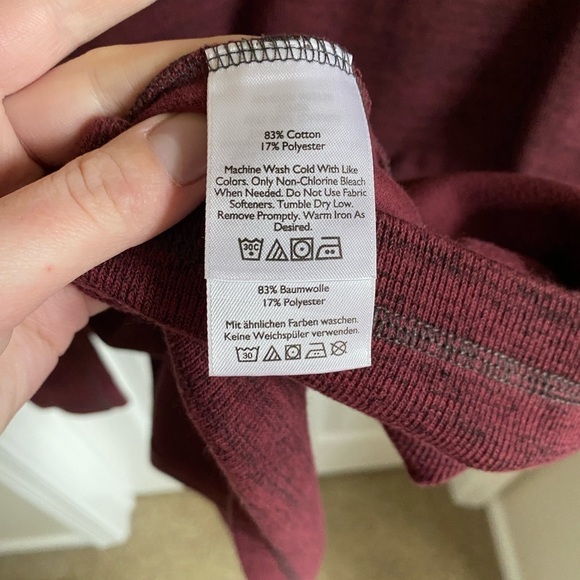 83% Cotton
17% Polyester
Machine Wash Cold With Like
Colors. Only Non-Chlorine Bleach
When Needed. Do Not Use Fabric
Softeners. Tumble Dry Low.
Remove Promptly. Warm Iron As
Desired.
30C
83% Baumwolle
17% Polyester
Mit ähnlichen Farben waschen.
Keine Weichspüler verwenden.
30